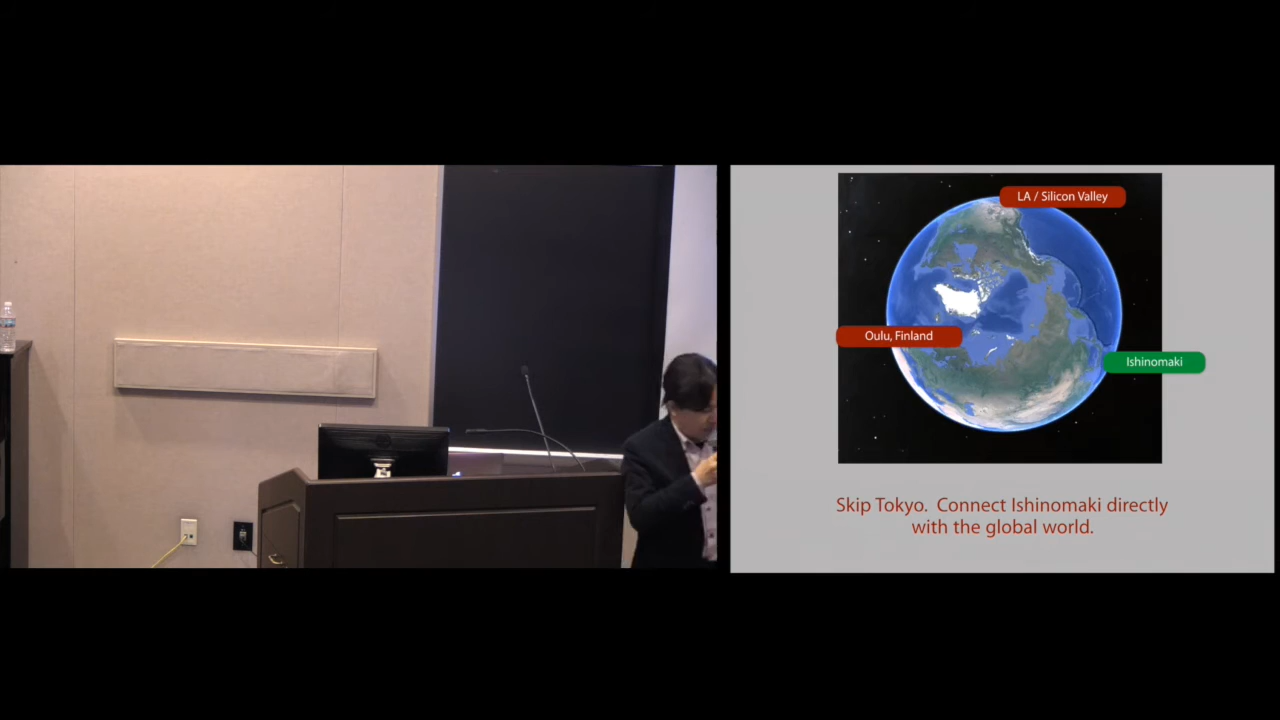 LA / Silicon Valley
Oulu, Finland
Ishinomaki
Skip Tokyo.  Connect Ishinomaki directly
with the global world.